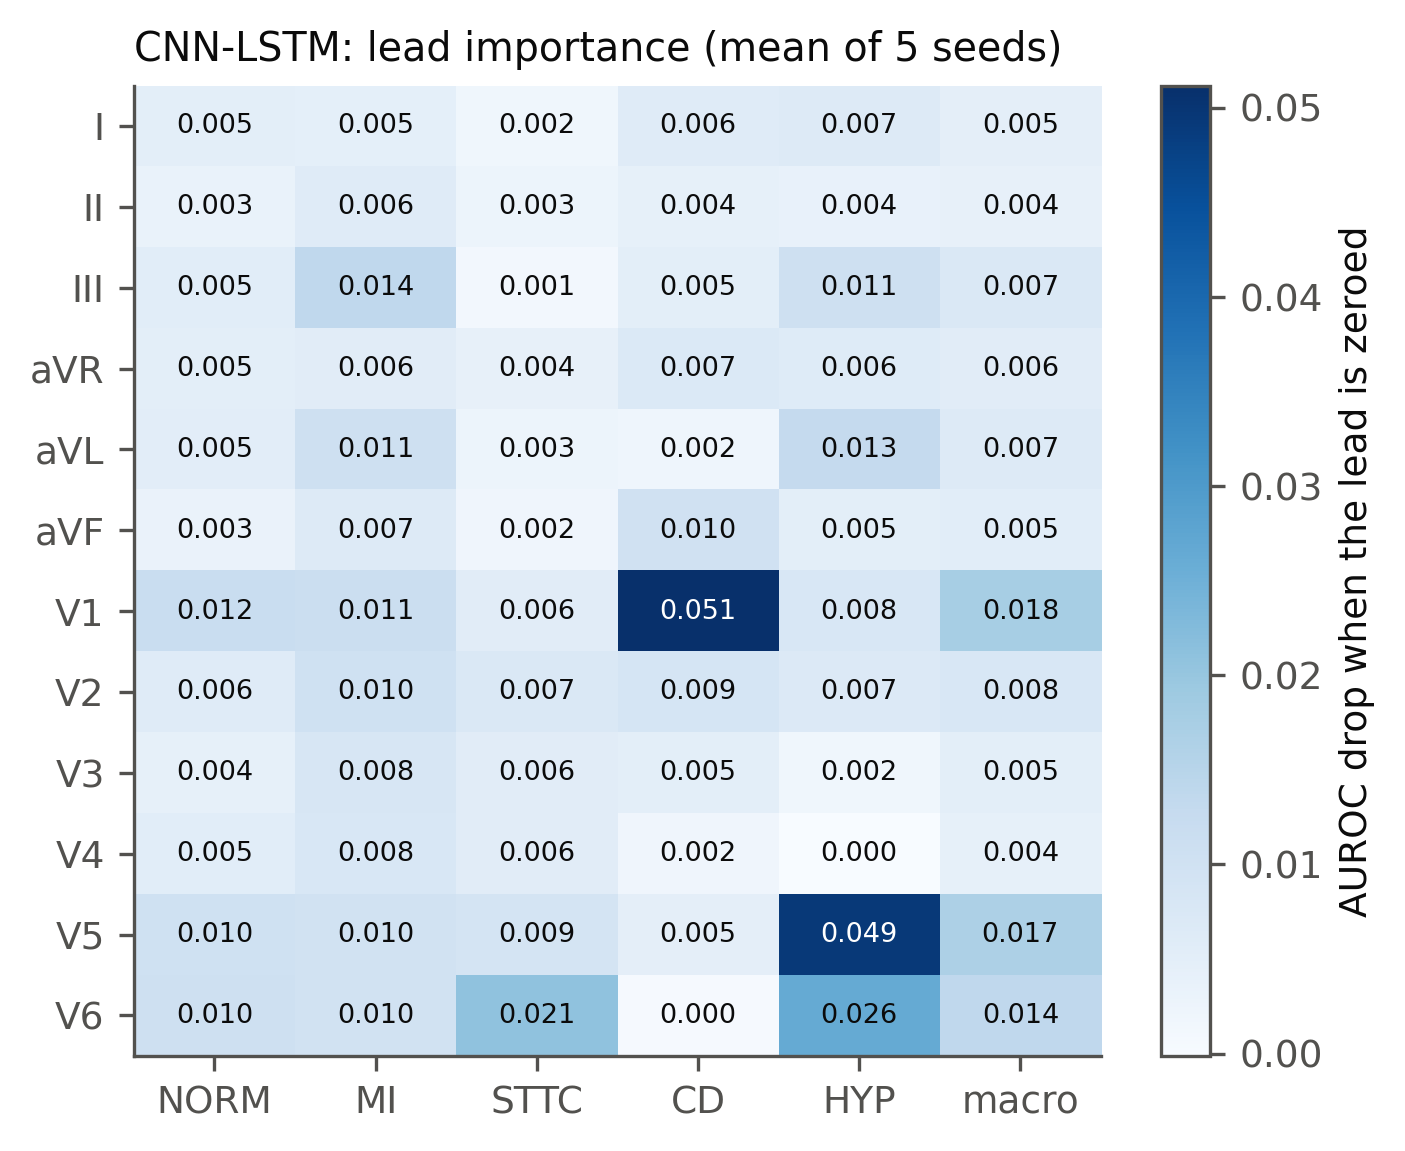 CNN-LSTM: lead importance (mean of 5 seeds)
I 0.005 0.005 0.002 0.006 0.007 0.005
II 0.003 0.006 0.003 0.004 0.004 0.004
III 0.005 0.014 0.001 0.005 0.011 0.007
aVR 0.005 0.006 0.004 0.007 0.006 0.006
aVL 0.005 0.011 0.003 0.002 0.013 0.007
aVF 0.003 0.007 0.002 0.010 0.005 0.005
V1 0.012 0.011 0.006 0.051 0.008 0.018
V2 0.006 0.010 0.007 0.009 0.007 0.008
V3 0.004 0.008 0.006 0.005 0.002 0.005
V4 0.005 0.008 0.006 0.002 0.000 0.004
V5 0.010 0.010 0.009 0.005 0.049 0.017
V6 0.010 0.010 0.021 0.000 0.026 0.014
NORM MI STTC CD HYP macro
0.05
0.04
0.03
0.02
0.01
0.00
AUROC drop when the lead is zeroed